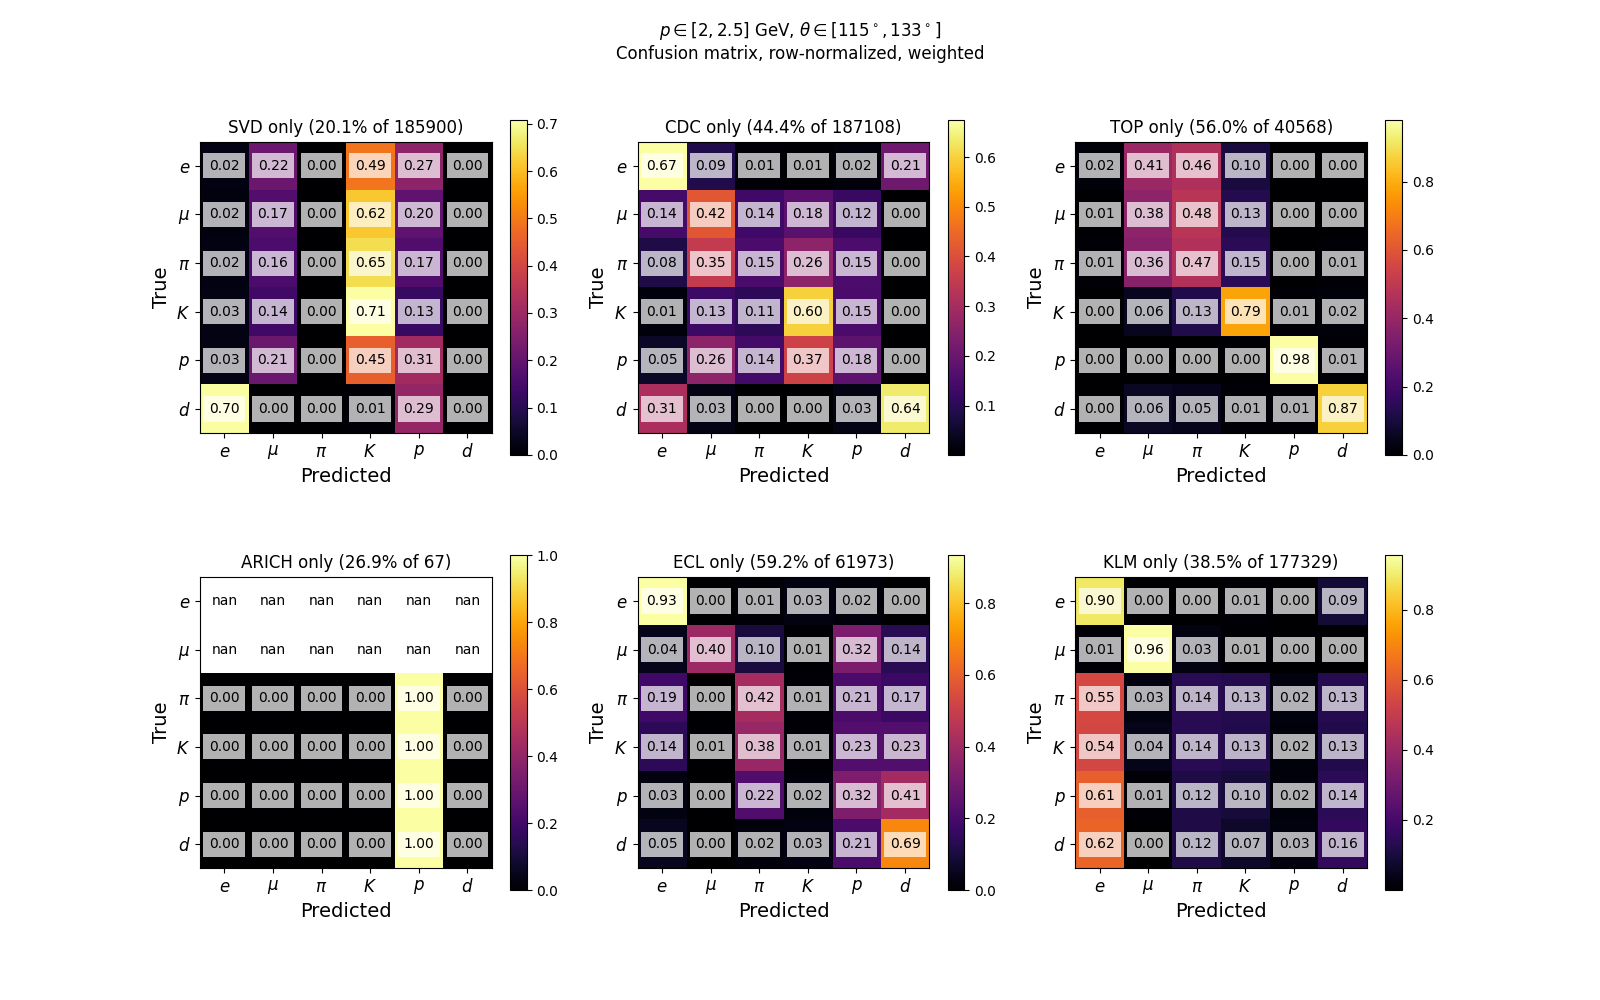 p ∈ [2, 2.5] GeV, θ ∈ [115°, 133°]
Confusion matrix, row-normalized, weighted
SVD only (20.1% of 185900)
e 0.02 0.22 0.00 0.49 0.27 0.00
μ 0.02 0.17 0.00 0.62 0.20 0.00
π 0.02 0.16 0.00 0.65 0.17 0.00
K 0.03 0.14 0.00 0.71 0.13 0.00
p 0.03 0.21 0.00 0.45 0.31 0.00
d 0.70 0.00 0.00 0.01 0.29 0.00
e μ π K p d
True
Predicted
0.7
0.6
0.5
0.4
0.3
0.2
0.1
0.0
CDC only (44.4% of 187108)
0.67 0.09 0.01 0.01 0.02 0.21
μ 0.14 0.42 0.14 0.18 0.12 0.00
π 0.08 0.35 0.15 0.26 0.15 0.00
K 0.01 0.13 0.11 0.60 0.15 0.00
p 0.05 0.26 0.14 0.37 0.18 0.00
d 0.31 0.03 0.00 0.00 0.03 0.64
e μ π K p d
True
Predicted
0.6
0.5
0.4
0.3
0.2
0.1
TOP only (56.0% of 40568)
e 0.02 0.41 0.46 0.10 0.00 0.00
μ 0.01 0.38 0.48 0.13 0.00 0.00
π 0.01 0.36 0.47 0.15 0.00 0.01
K 0.00 0.06 0.13 0.79 0.01 0.02
p 0.00 0.00 0.00 0.00 0.98 0.01
d 0.00 0.06 0.05 0.01 0.01 0.87
e μ π K p d
True
Predicted
0.8
0.6
0.4
0.2
0.0
ARICH only (26.9% of 67)
e nan nan nan nan nan nan
μ nan nan nan nan nan nan
π 0.00 0.00 0.00 0.00 1.00 0.00
K 0.00 0.00 0.00 0.00 1.00 0.00
p 0.00 0.00 0.00 0.00 1.00 0.00
d 0.00 0.00 0.00 0.00 1.00 0.00
e μ π K p d
True
Predicted
1.0
0.8
0.6
0.4
0.2
0.0
ECL only (59.2% of 61973)
e 0.93 0.00 0.01 0.03 0.02 0.00
μ 0.04 0.40 0.10 0.01 0.32 0.14
π 0.19 0.00 0.42 0.01 0.21 0.17
K 0.14 0.01 0.38 0.01 0.23 0.23
p 0.03 0.00 0.22 0.02 0.32 0.41
d 0.05 0.00 0.02 0.03 0.21 0.69
e μ π K p d
True
Predicted
0.8
0.6
0.4
0.2
0.0
KLM only (38.5% of 177329)
e 0.90 0.00 0.00 0.01 0.00 0.09
μ 0.01 0.96 0.03 0.01 0.00 0.00
π 0.55 0.03 0.14 0.13 0.02 0.13
K 0.54 0.04 0.14 0.13 0.02 0.13
p 0.61 0.01 0.12 0.10 0.02 0.14
d 0.62 0.00 0.12 0.07 0.03 0.16
e μ π K p d
True
Predicted
0.8
0.6
0.4
0.2